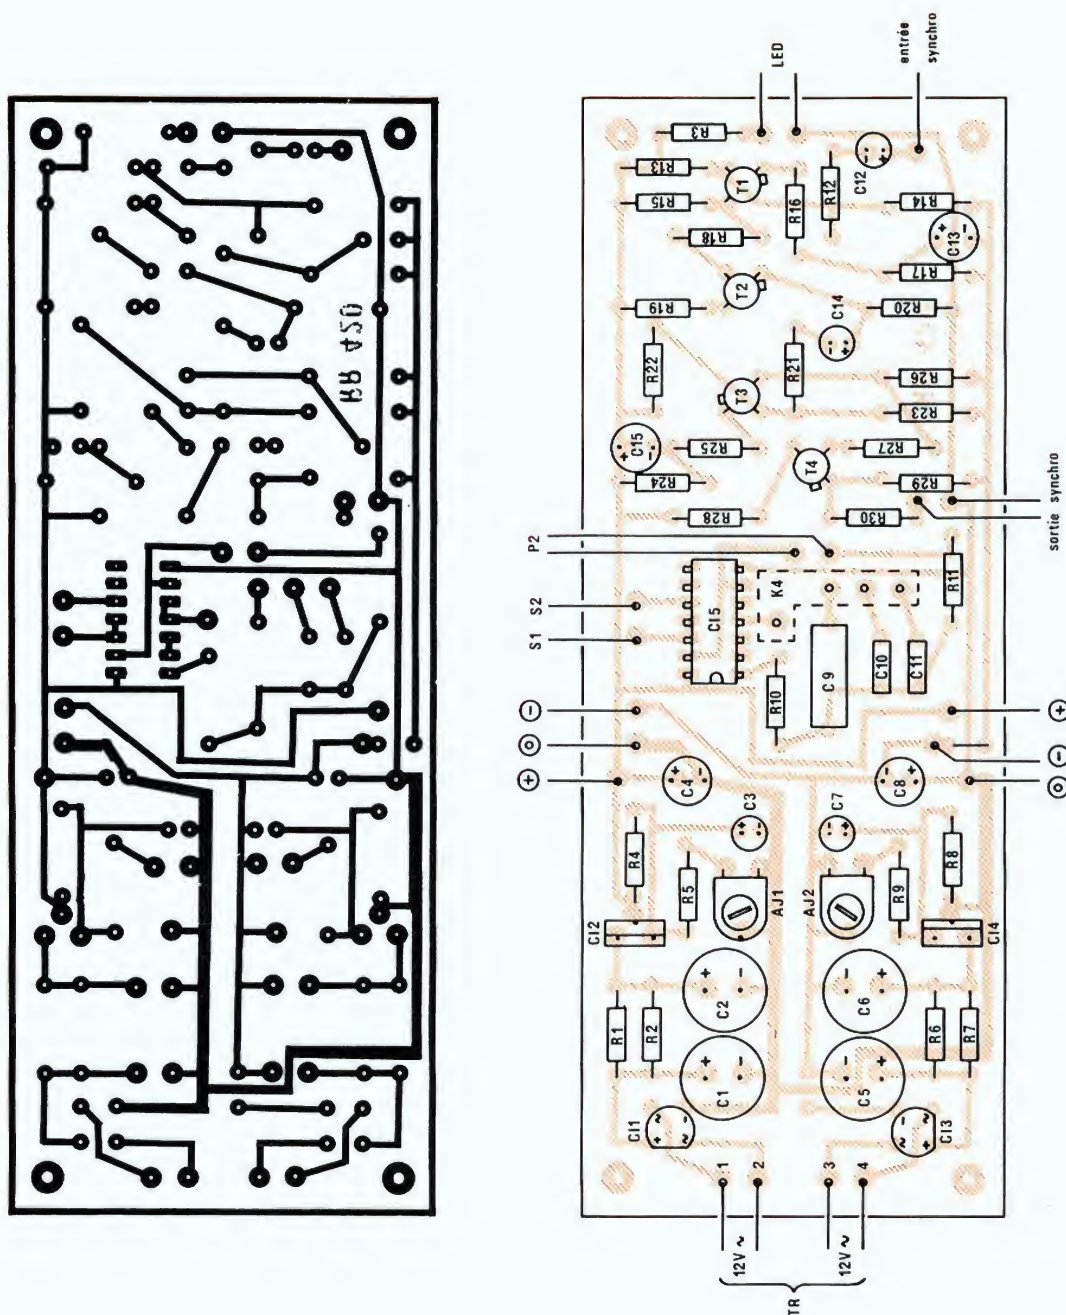 BR 420
LED
entrée
synchro
R3
R13
T1
R15
R16
R12
C12
R14
R18
C13
R17
T2
R19
C14
R20
R22
R21
T3
R26
R23
C15
R25
R27
T4
R24
R29
R28
R30
sortie synchro
P2
S2
S1
CI5
K4
R11
R10
C9
C10
C11
−
O
+
+
−
O
C4
C8
C3
C7
R4
R5
AJ1
AJ2
R9
R8
CI2
CI4
C2
C6
R1
R2
R6
R7
C1
C5
CI1
CI3
1
2
3
4
12V ~
12V ~
TR